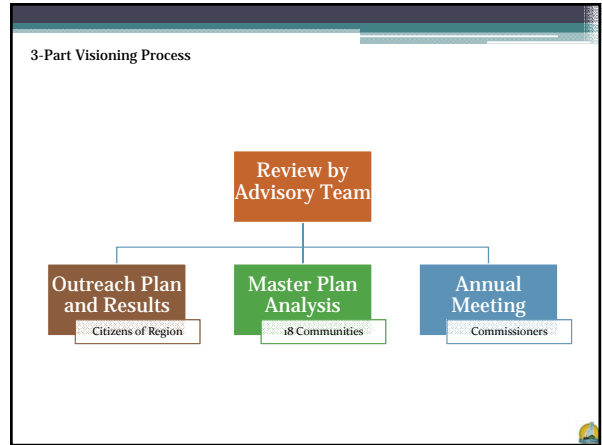 3-Part Visioning Process
Review by
Advisory Team
Outreach Plan
and Results
Citizens of Region
Master Plan
Analysis
18 Communities
Annual
Meeting
Commissioners